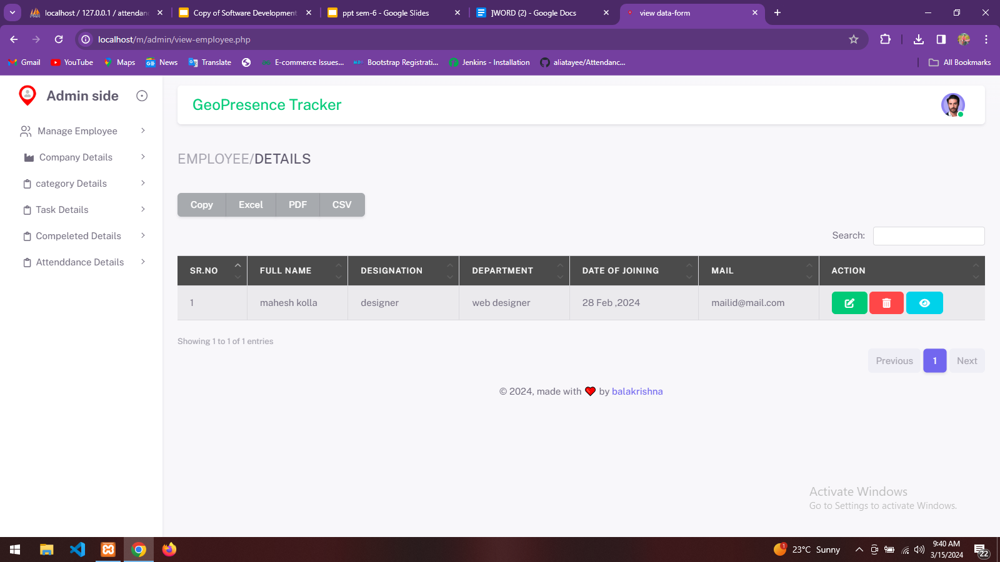 localhost / 127.0.0.1 / attendan
Copy of Software Development
ppt sem-6 - Google Slides
]WORD (2) - Google Docs
view data-form
localhost/m/admin/view-employee.php
Gmail
YouTube
Maps
News
Translate
E-commerce Issues...
Bootstrap Registrati...
Jenkins - Installation
aliatayee/Attendanc...
All Bookmarks
Admin side
GeoPresence Tracker
Manage Employee
Company Details
category Details
Task Details
Compeleted Details
Attenddance Details
EMPLOYEE/DETAILS
Copy Excel PDF CSV
Search:
SR.NO FULL NAME DESIGNATION DEPARTMENT DATE OF JOINING MAIL ACTION
1 mahesh kolla designer web designer 28 Feb ,2024 mailid@mail.com
Showing 1 to 1 of 1 entries
Previous 1 Next
© 2024, made with by balakrishna
Activate Windows
Go to Settings to activate Windows.
1
23°C Sunny
9:40 AM
3/15/2024
22